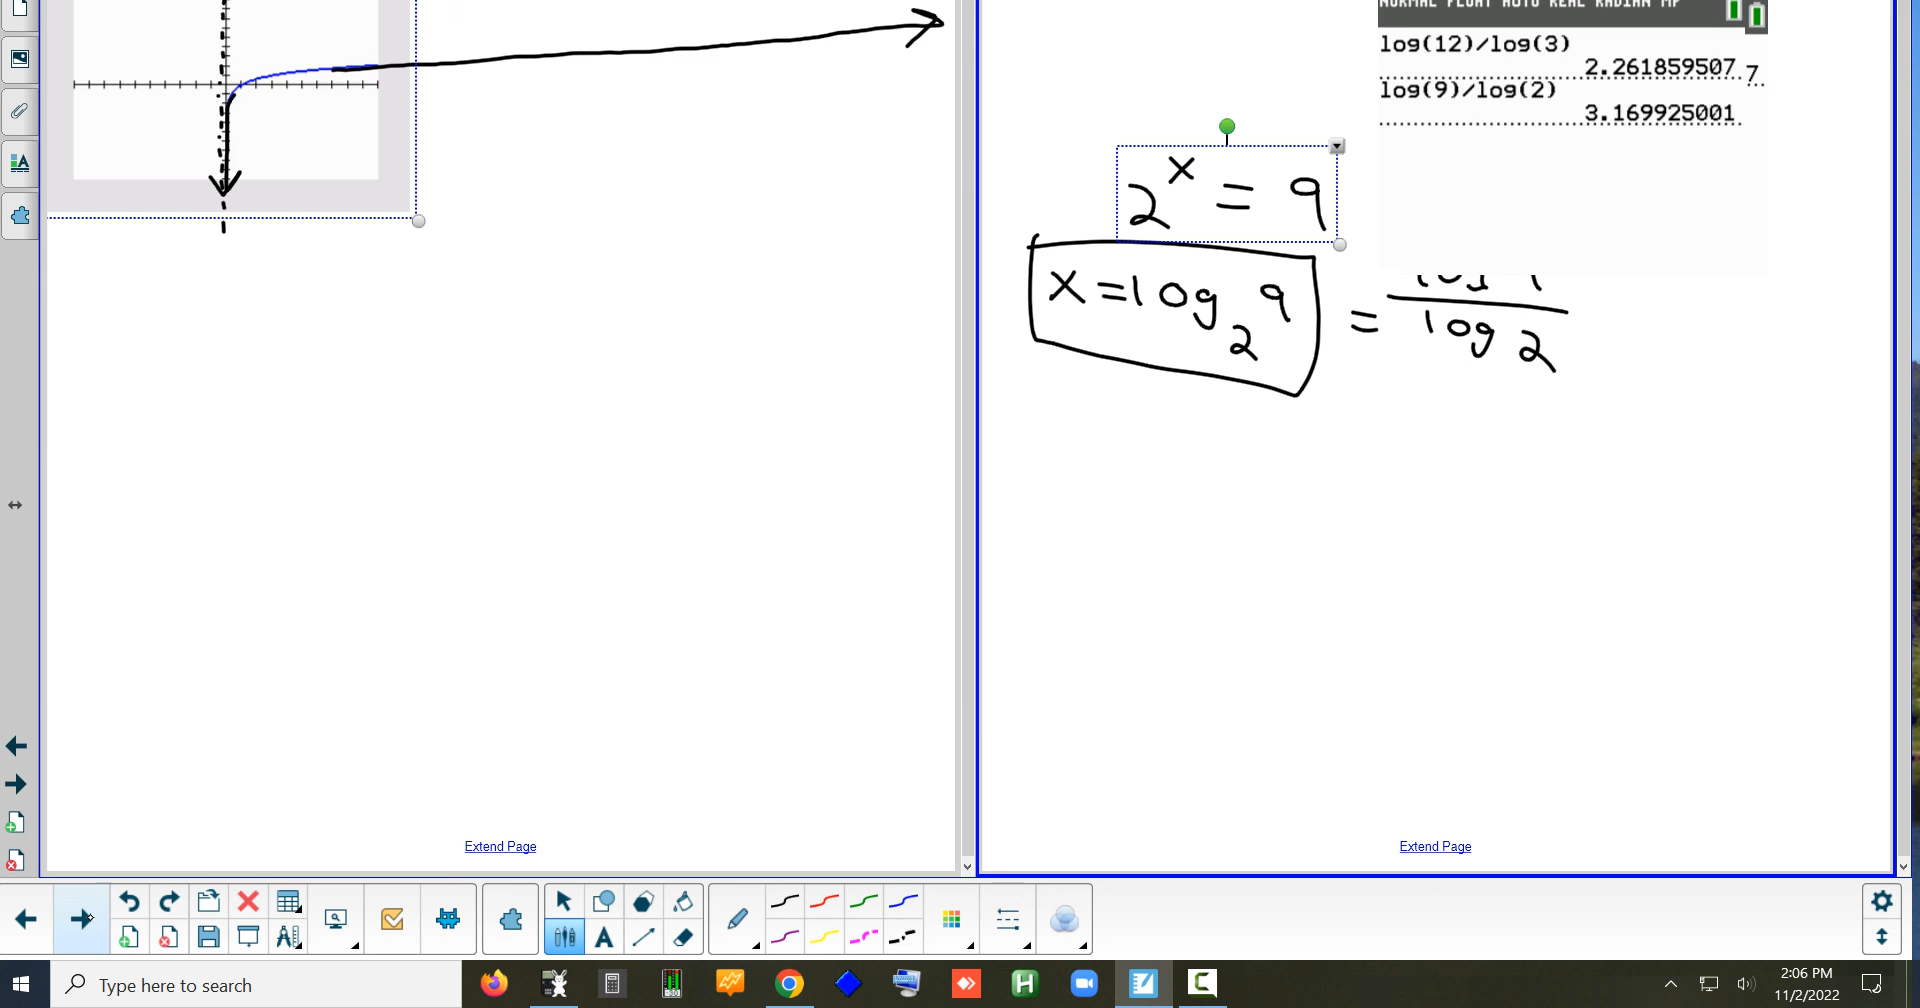 NORMAL FLOAT AUTO REAL RADIAN MP
log(12)/log(3)
2.261859507
7
log(9)/log(2)
3.169925001
2^x = 9
x = log_2 9
=
log 2
Extend Page
Extend Page
Type here to search
2:06 PM
11/2/2022